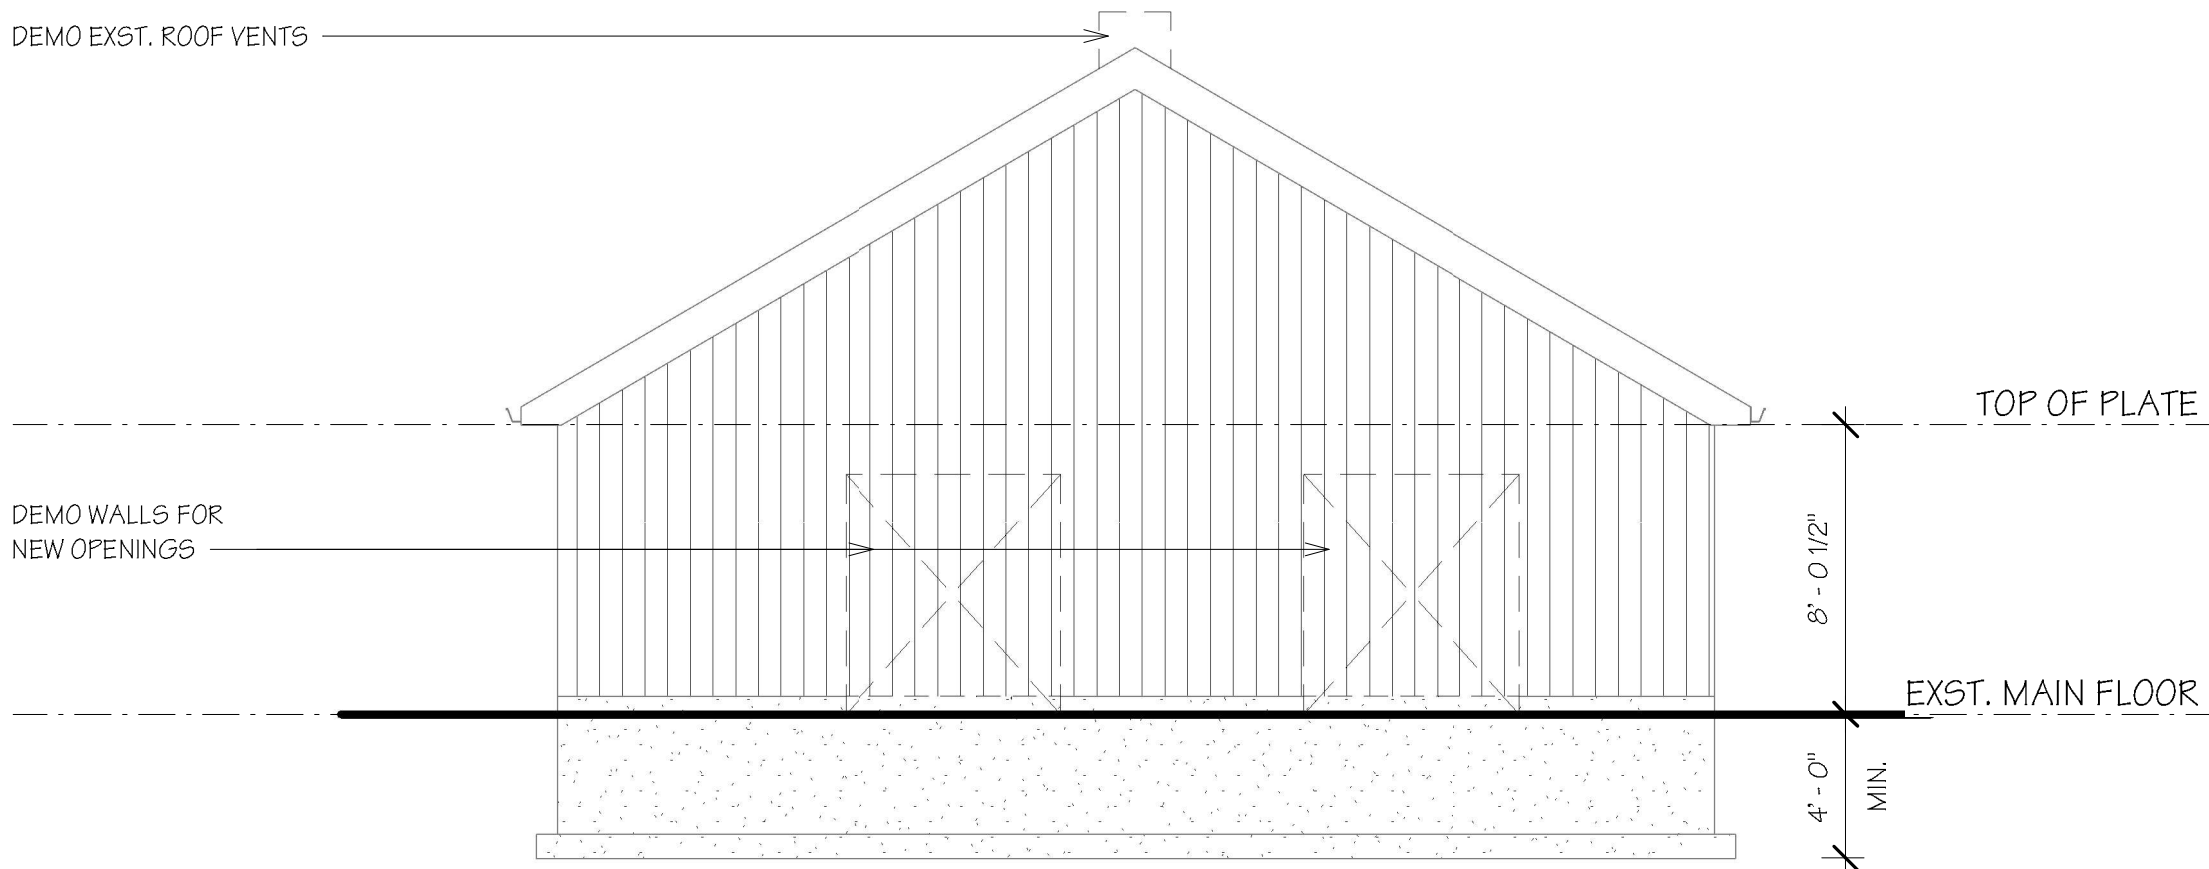 DEMO EXST. ROOF VENTS
TOP OF PLATE
DEMO WALLS FOR
NEW OPENINGS
8' - 0 1/2"
EXST. MAIN FLOOR
4' - 0"
MIN.